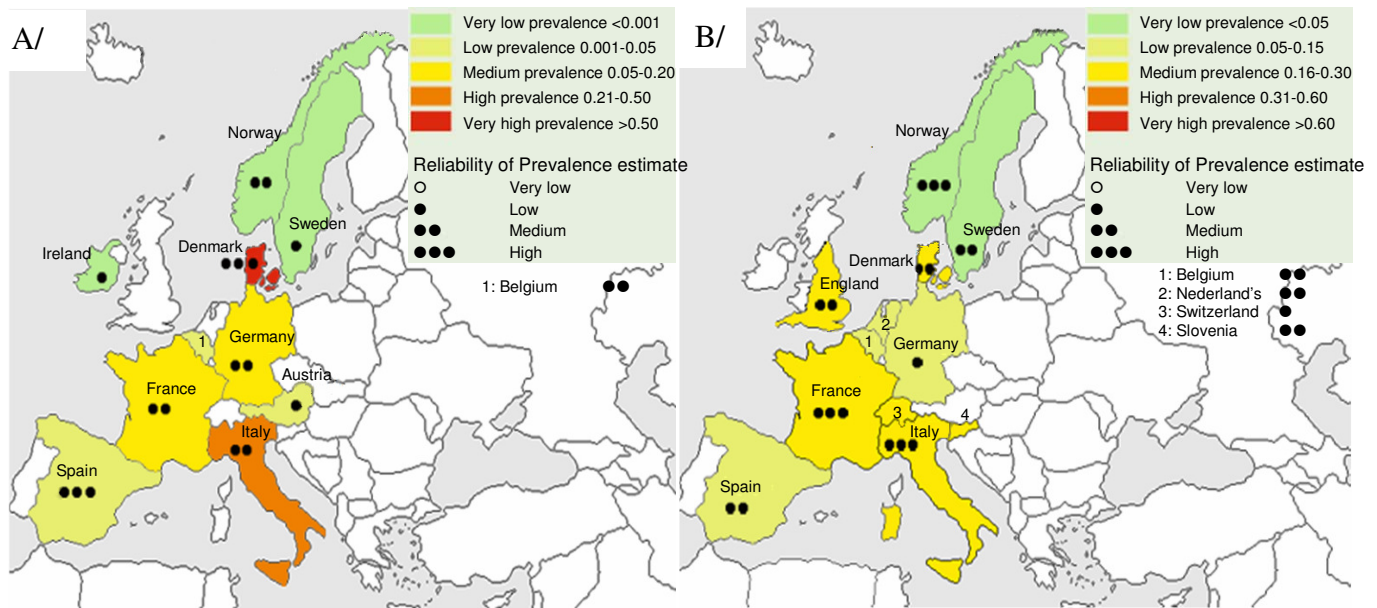 A/
Very low prevalence <0.001
Low prevalence 0.001-0.05
Medium prevalence 0.05-0.20
High prevalence 0.21-0.50
Very high prevalence >0.50
Reliability of Prevalence estimate
Very low
Low
Medium
High
1: Belgium
Norway
Sweden
Ireland
Denmark
Germany
1
Austria
France
Italy
Spain
B/
Very low prevalence <0.05
Low prevalence 0.05-0.15
Medium prevalence 0.16-0.30
High prevalence 0.31-0.60
Very high prevalence >0.60
Reliability of Prevalence estimate
Very low
Low
Medium
High
1: Belgium
2: Nederland's
3: Switzerland
4: Slovenia
Norway
Sweden
Denmark
England
2
1
Germany
France
3
4
Italy
Spain